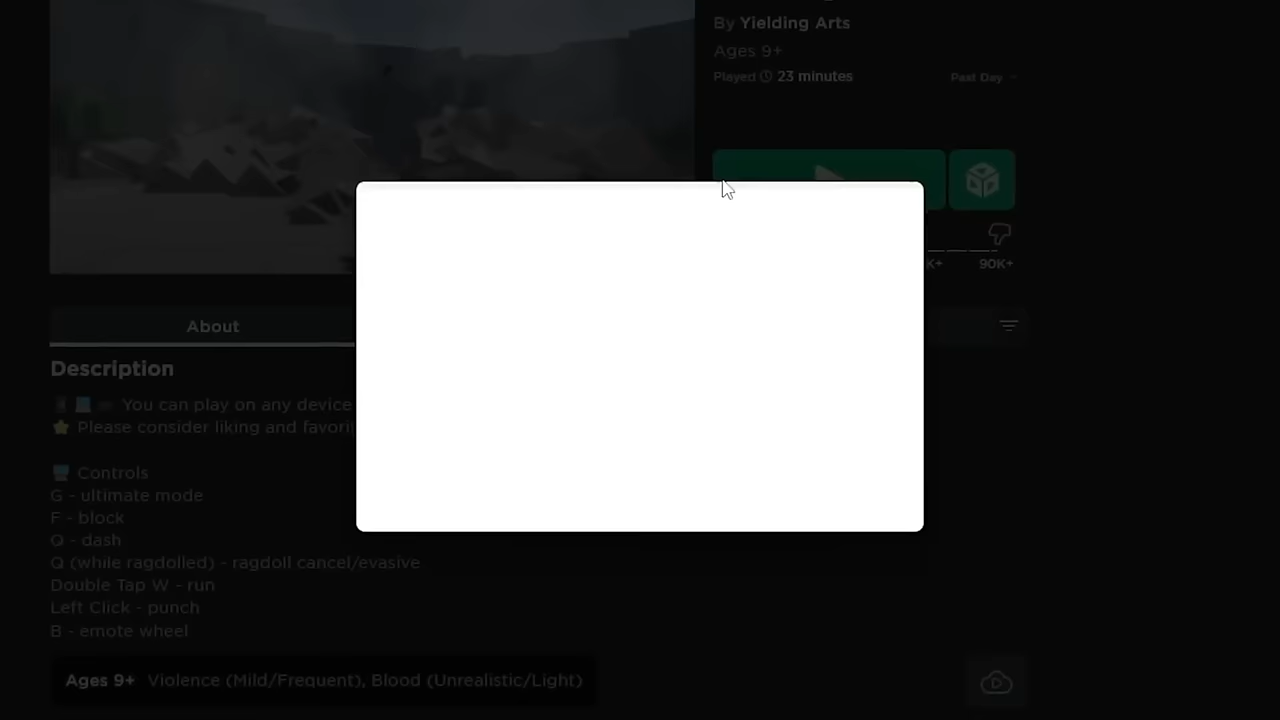 By Yielding Arts
Ages 9+
Played 23 minutes
Past Day
K+
90K+
About
Description
You can play on any device
Please consider liking and favori
Controls
G - ultimate mode
F - block
Q - dash
Q (while ragdolled) - ragdoll cancel/evasive
Double Tap W - run
Left Click - punch
B - emote wheel
Ages 9+ Violence (Mild/Frequent), Blood (Unrealistic/Light)